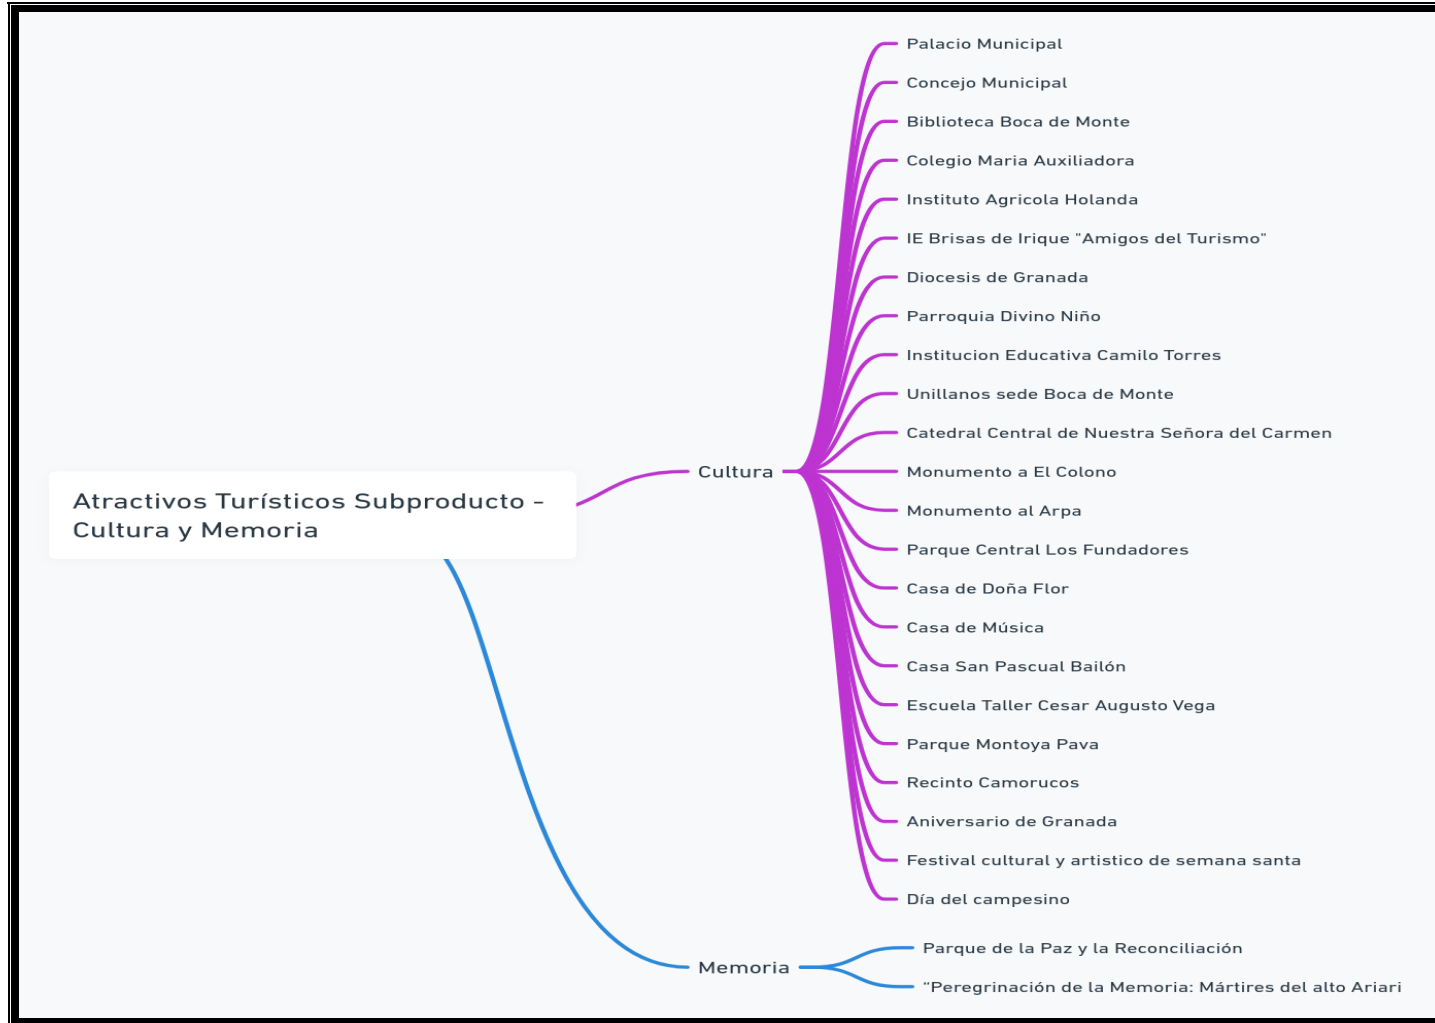 Atractivos Turísticos Subproducto -
Cultura y Memoria
Cultura
Palacio Municipal
Concejo Municipal
Biblioteca Boca de Monte
Colegio Maria Auxiliadora
Instituto Agricola Holanda
IE Brisas de Irique "Amigos del Turismo"
Diocesis de Granada
Parroquia Divino Niño
Institucion Educativa Camilo Torres
Unillanos sede Boca de Monte
Catedral Central de Nuestra Señora del Carmen
Monumento a El Colono
Monumento al Arpa
Parque Central Los Fundadores
Casa de Doña Flor
Casa de Música
Casa San Pascual Bailón
Escuela Taller Cesar Augusto Vega
Parque Montoya Pava
Recinto Camorucos
Aniversario de Granada
Festival cultural y artistico de semana santa
Día del campesino
Memoria
Parque de la Paz y la Reconciliación
"Peregrinación de la Memoria: Mártires del alto Ariari